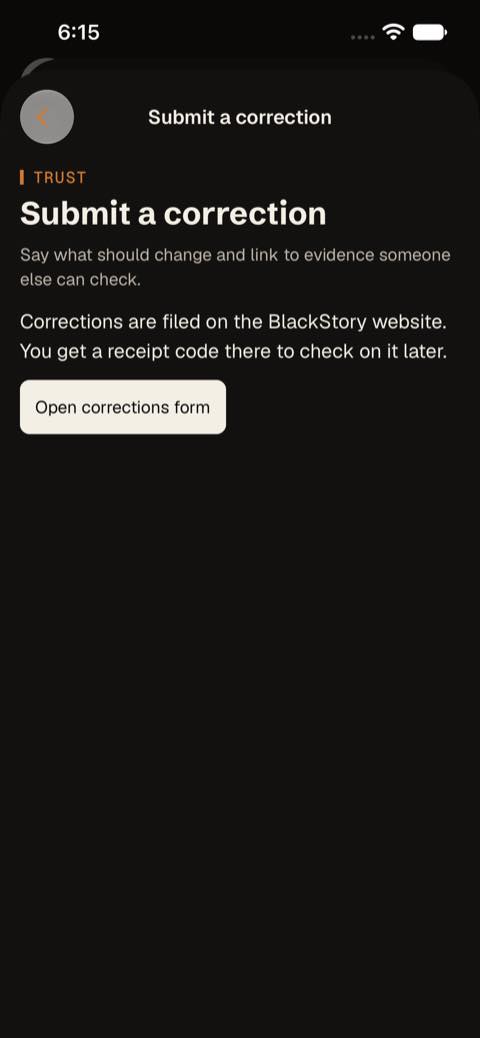 6:15
Submit a correction
TRUST
Submit a correction
Say what should change and link to evidence someone
else can check.
Corrections are filed on the BlackStory website.
You get a receipt code there to check on it later.
Open corrections form